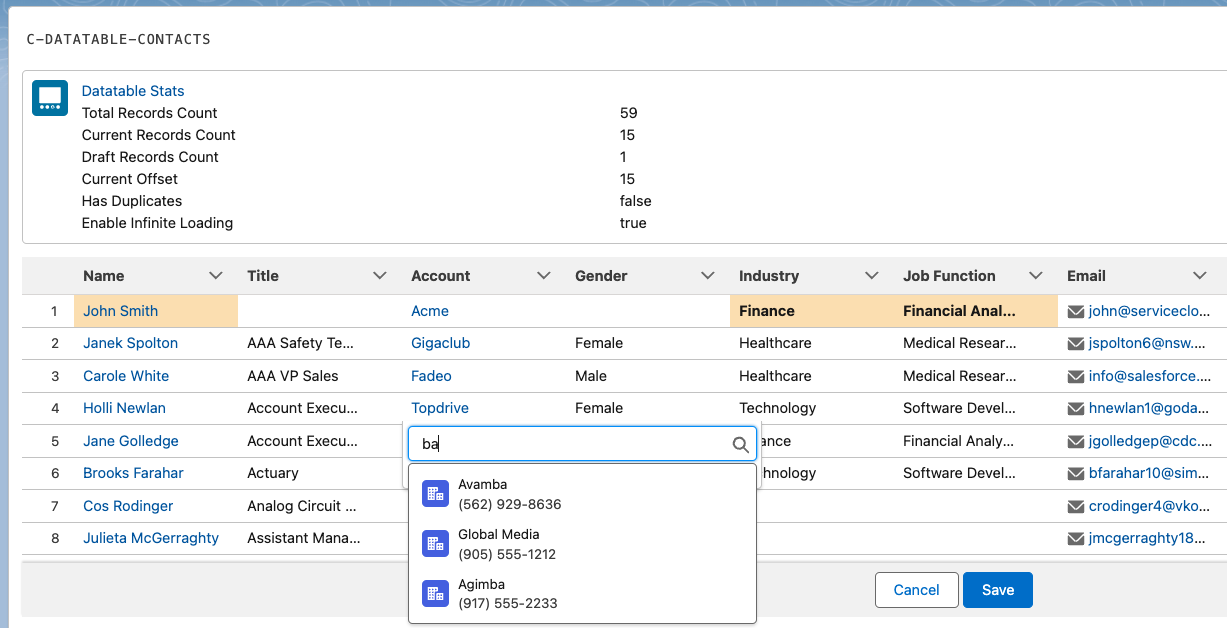 C-DATATABLE-CONTACTS
Datatable Stats
Total Records Count 59
Current Records Count 15
Draft Records Count 1
Current Offset 15
Has Duplicates false
Enable Infinite Loading true
Name Title Account Gender Industry Job Function Email
1 John Smith Acme Finance Financial Anal... john@serviceclo...
2 Janek Spolton AAA Safety Te... Gigaclub Female Healthcare Medical Resear... jspolton6@nsw....
3 Carole White AAA VP Sales Fadeo Male Healthcare Medical Resear... info@salesforce....
4 Holli Newlan Account Execu... Topdrive Female Technology Software Devel... hnewlan1@goda...
5 Jane Golledge Account Execu... ba ance Financial Analy... jgolledgep@cdc....
6 Brooks Farahar Actuary hnology Software Devel... bfarahar10@sim...
7 Cos Rodinger Analog Circuit ... crodinger4@vko...
8 Julieta McGerraghty Assistant Mana... jmcgerraghty18...
Avamba
(562) 929-8636
Global Media
(905) 555-1212
Agimba
(917) 555-2233
Cancel Save